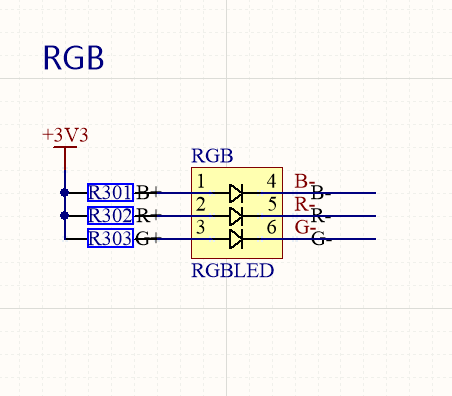 RGB
+3V3
RGB
R301 B+ 1 4 B- B-
R302 R+ 2 5 R- R-
R303 G+ 3 6 G- G-
RGBLED